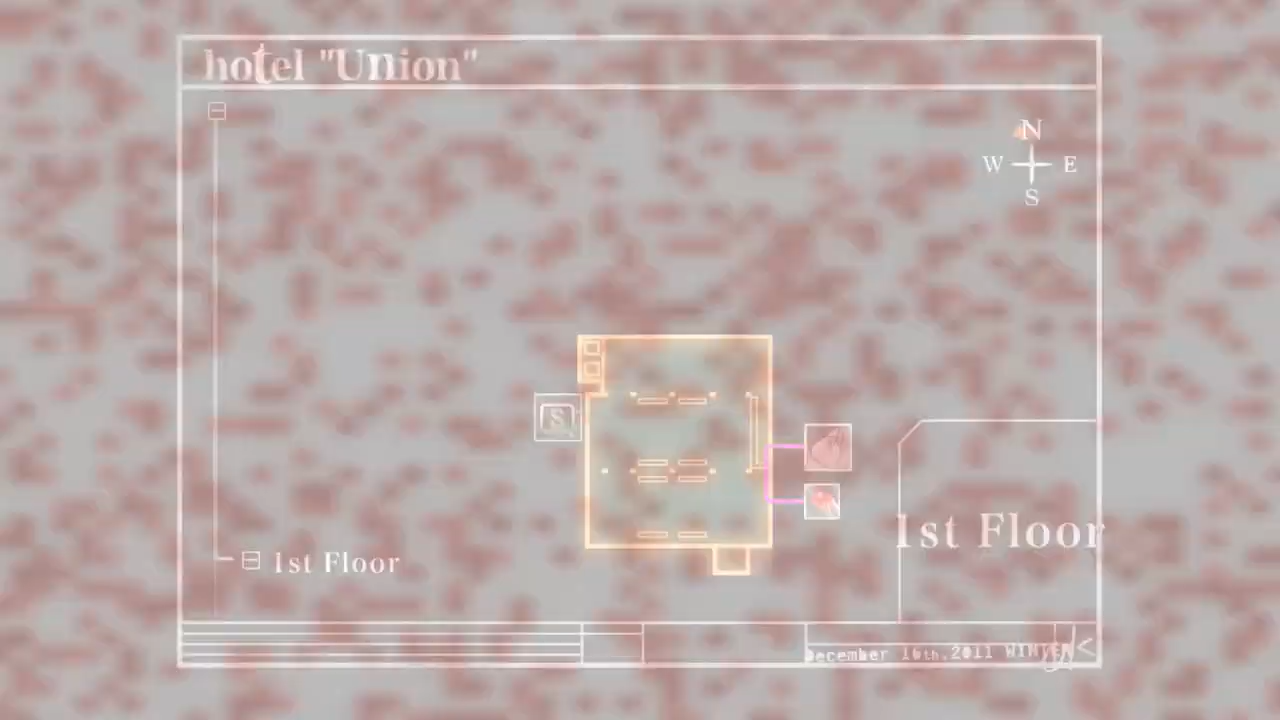 hotel "Union"
N
W E
S
S
1st Floor
1st Floor
December 16th.2011 WINTER